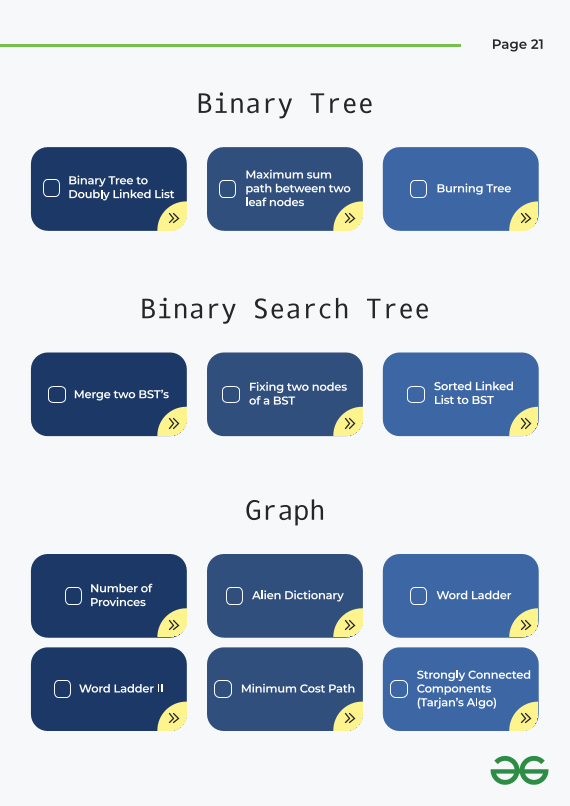 Page 21
Binary Tree
Binary Tree to
Doubly Linked List
Maximum sum
path between two
leaf nodes
Burning Tree
Binary Search Tree
Merge two BST's
Fixing two nodes
of a BST
Sorted Linked
List to BST
Graph
Number of
Provinces
Alien Dictionary
Word Ladder
Word Ladder II
Minimum Cost Path
Strongly Connected
Components
(Tarjan's Algo)